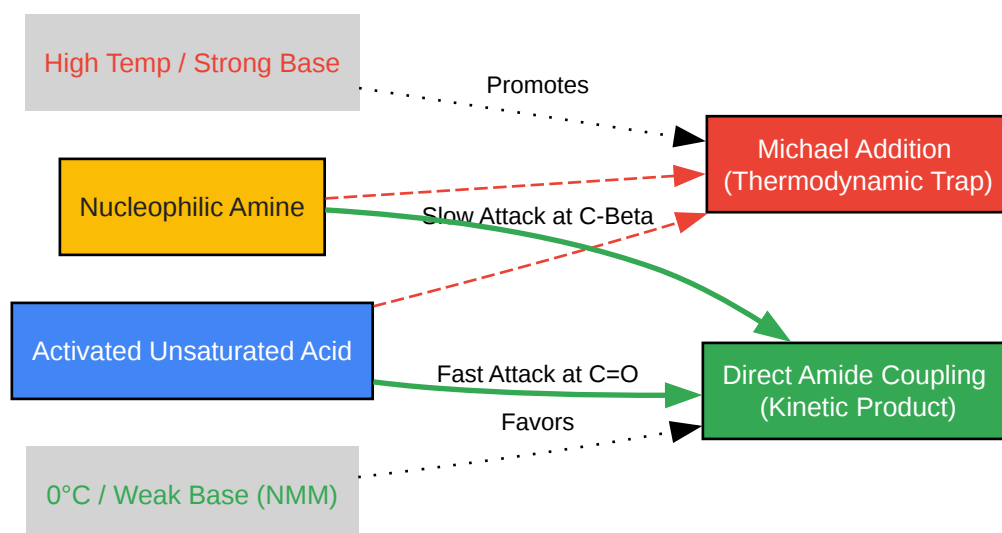 High Temp / Strong Base
Promotes
Michael Addition
(Thermodynamic Trap)
Nucleophilic Amine
Slow Attack at C-Beta
Activated Unsaturated Acid
Fast Attack at C=O
Direct Amide Coupling
(Kinetic Product)
Favors
0°C / Weak Base (NMM)